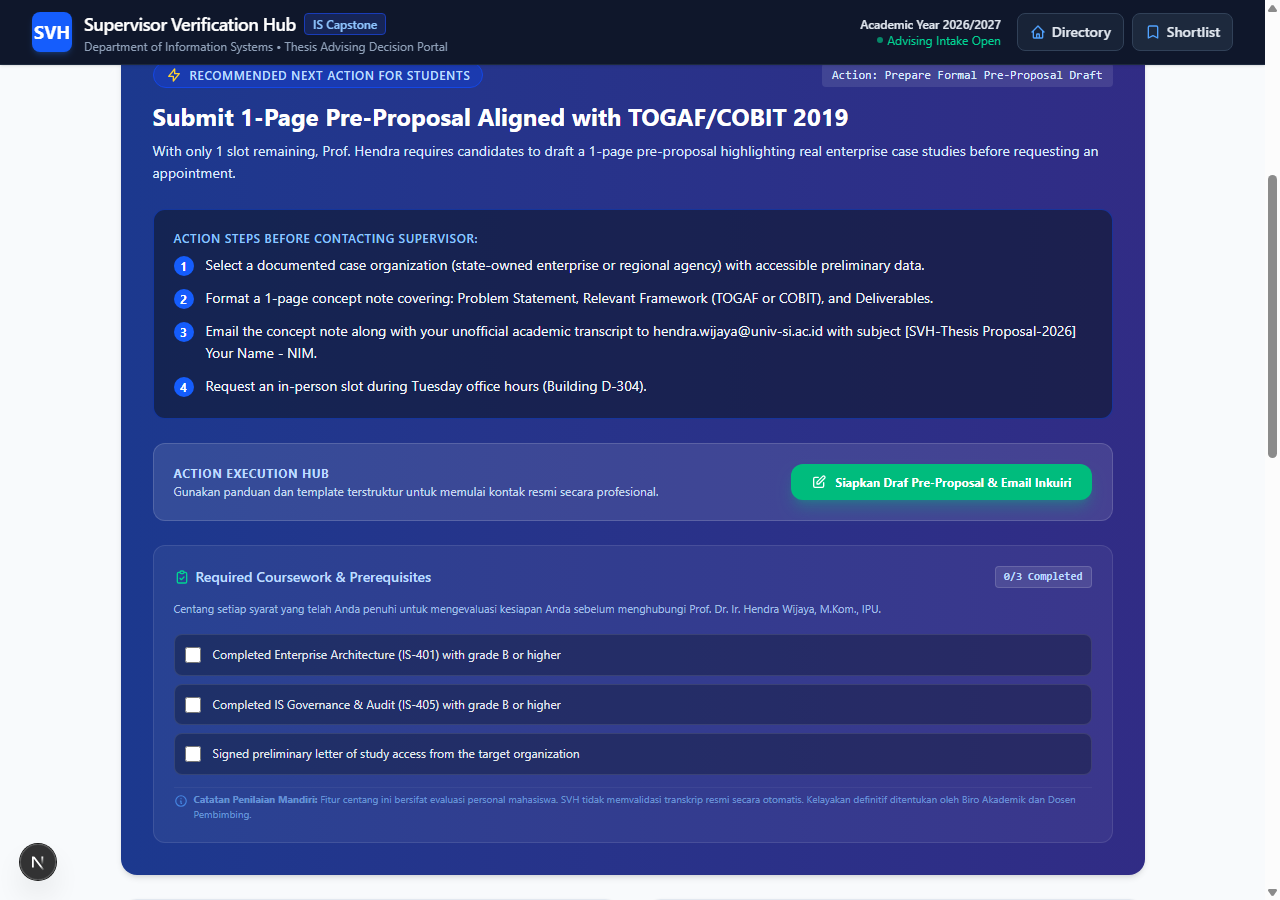 SVH
Supervisor Verification Hub
IS Capstone
Department of Information Systems • Thesis Advising Decision Portal
Academic Year 2026/2027
Advising Intake Open
Directory
Shortlist
RECOMMENDED NEXT ACTION FOR STUDENTS
Action: Prepare Formal Pre-Proposal Draft
Submit 1-Page Pre-Proposal Aligned with TOGAF/COBIT 2019
With only 1 slot remaining, Prof. Hendra requires candidates to draft a 1-page pre-proposal highlighting real enterprise case studies before requesting an
appointment.
ACTION STEPS BEFORE CONTACTING SUPERVISOR:
1 Select a documented case organization (state-owned enterprise or regional agency) with accessible preliminary data.
2 Format a 1-page concept note covering: Problem Statement, Relevant Framework (TOGAF or COBIT), and Deliverables.
3 Email the concept note along with your unofficial academic transcript to hendra.wijaya@univ-si.ac.id with subject [SVH-Thesis Proposal-2026]
Your Name - NIM.
4 Request an in-person slot during Tuesday office hours (Building D-304).
ACTION EXECUTION HUB
Gunakan panduan dan template terstruktur untuk memulai kontak resmi secara profesional.
Siapkan Draf Pre-Proposal & Email Inkuiri
Required Coursework & Prerequisites
0/3 Completed
Centang setiap syarat yang telah Anda penuhi untuk mengevaluasi kesiapan Anda sebelum menghubungi Prof. Dr. Ir. Hendra Wijaya, M.Kom., IPU.
Completed Enterprise Architecture (IS-401) with grade B or higher
Completed IS Governance & Audit (IS-405) with grade B or higher
Signed preliminary letter of study access from the target organization
Catatan Penilaian Mandiri: Fitur centang ini bersifat evaluasi personal mahasiswa. SVH tidak memvalidasi transkrip resmi secara otomatis. Kelayakan definitif ditentukan oleh Biro Akademik dan Dosen
Pembimbing.
N